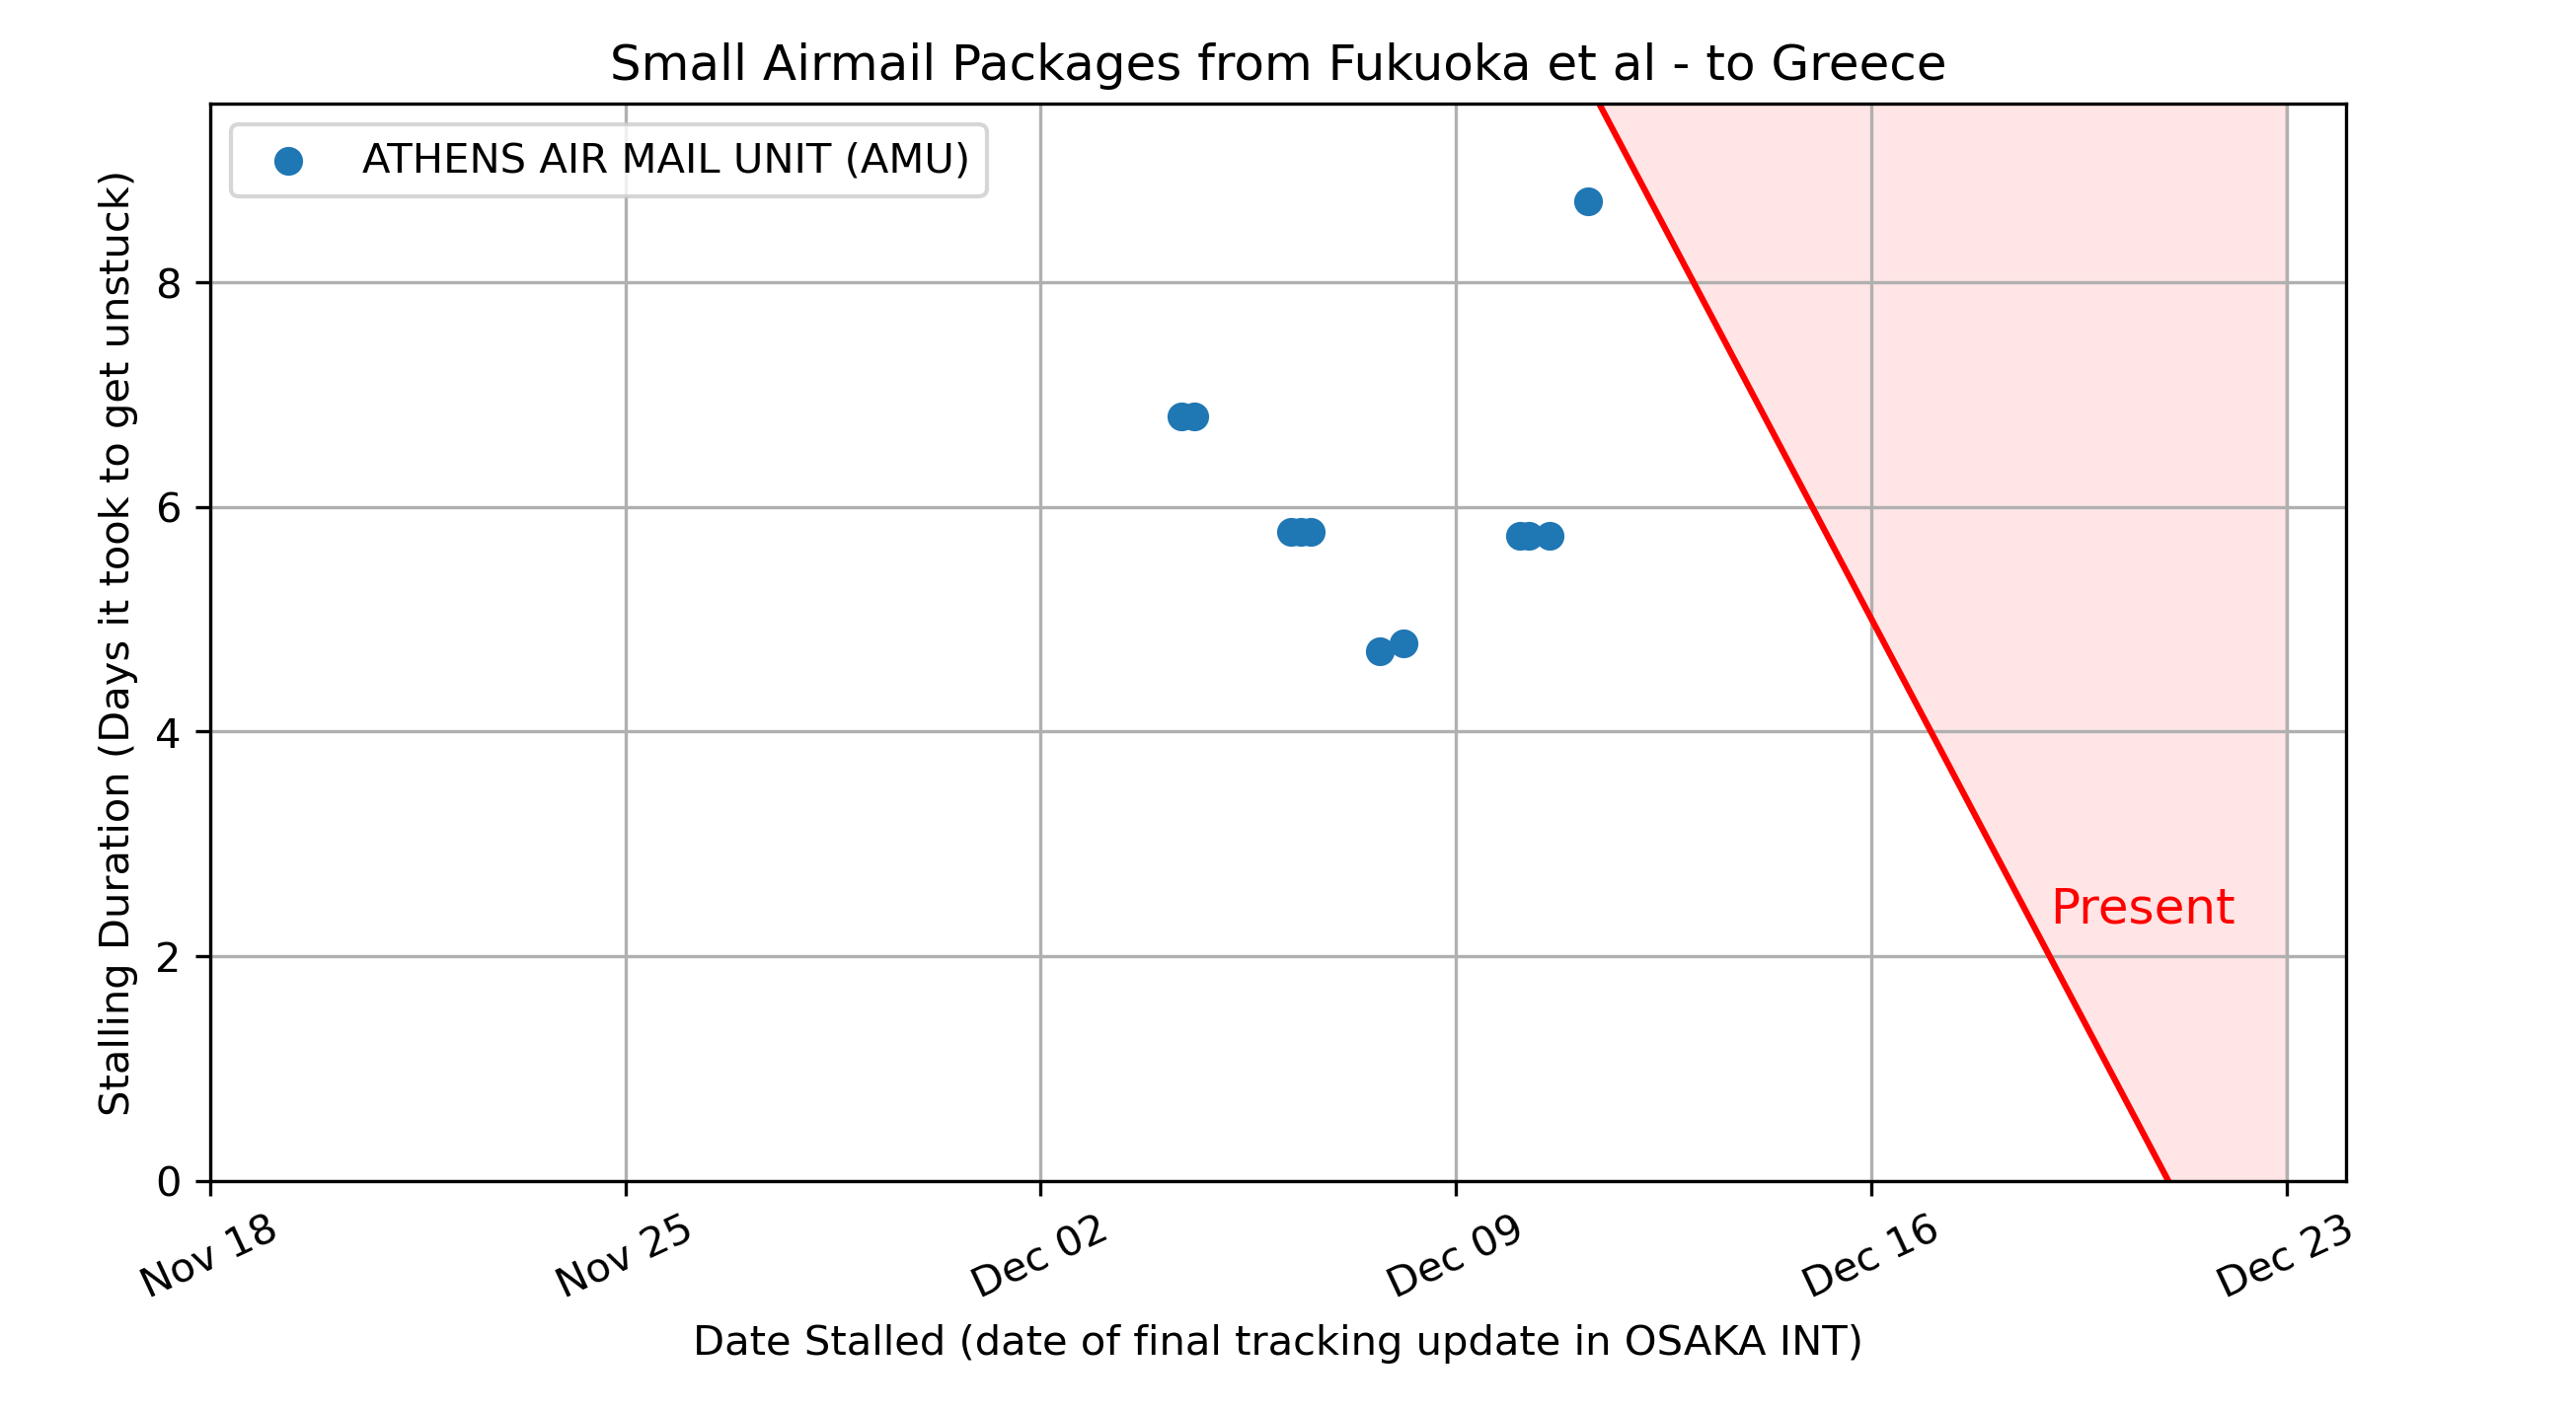 Small Airmail Packages from Fukuoka et al - to Greece
ATHENS AIR MAIL UNIT (AMU)
Stalling Duration (Days it took to get unstuck)
8
6
4
2
0
Present
Nov 18
Nov 25
Dec 02
Dec 09
Dec 16
Dec 23
Date Stalled (date of final tracking update in OSAKA INT)